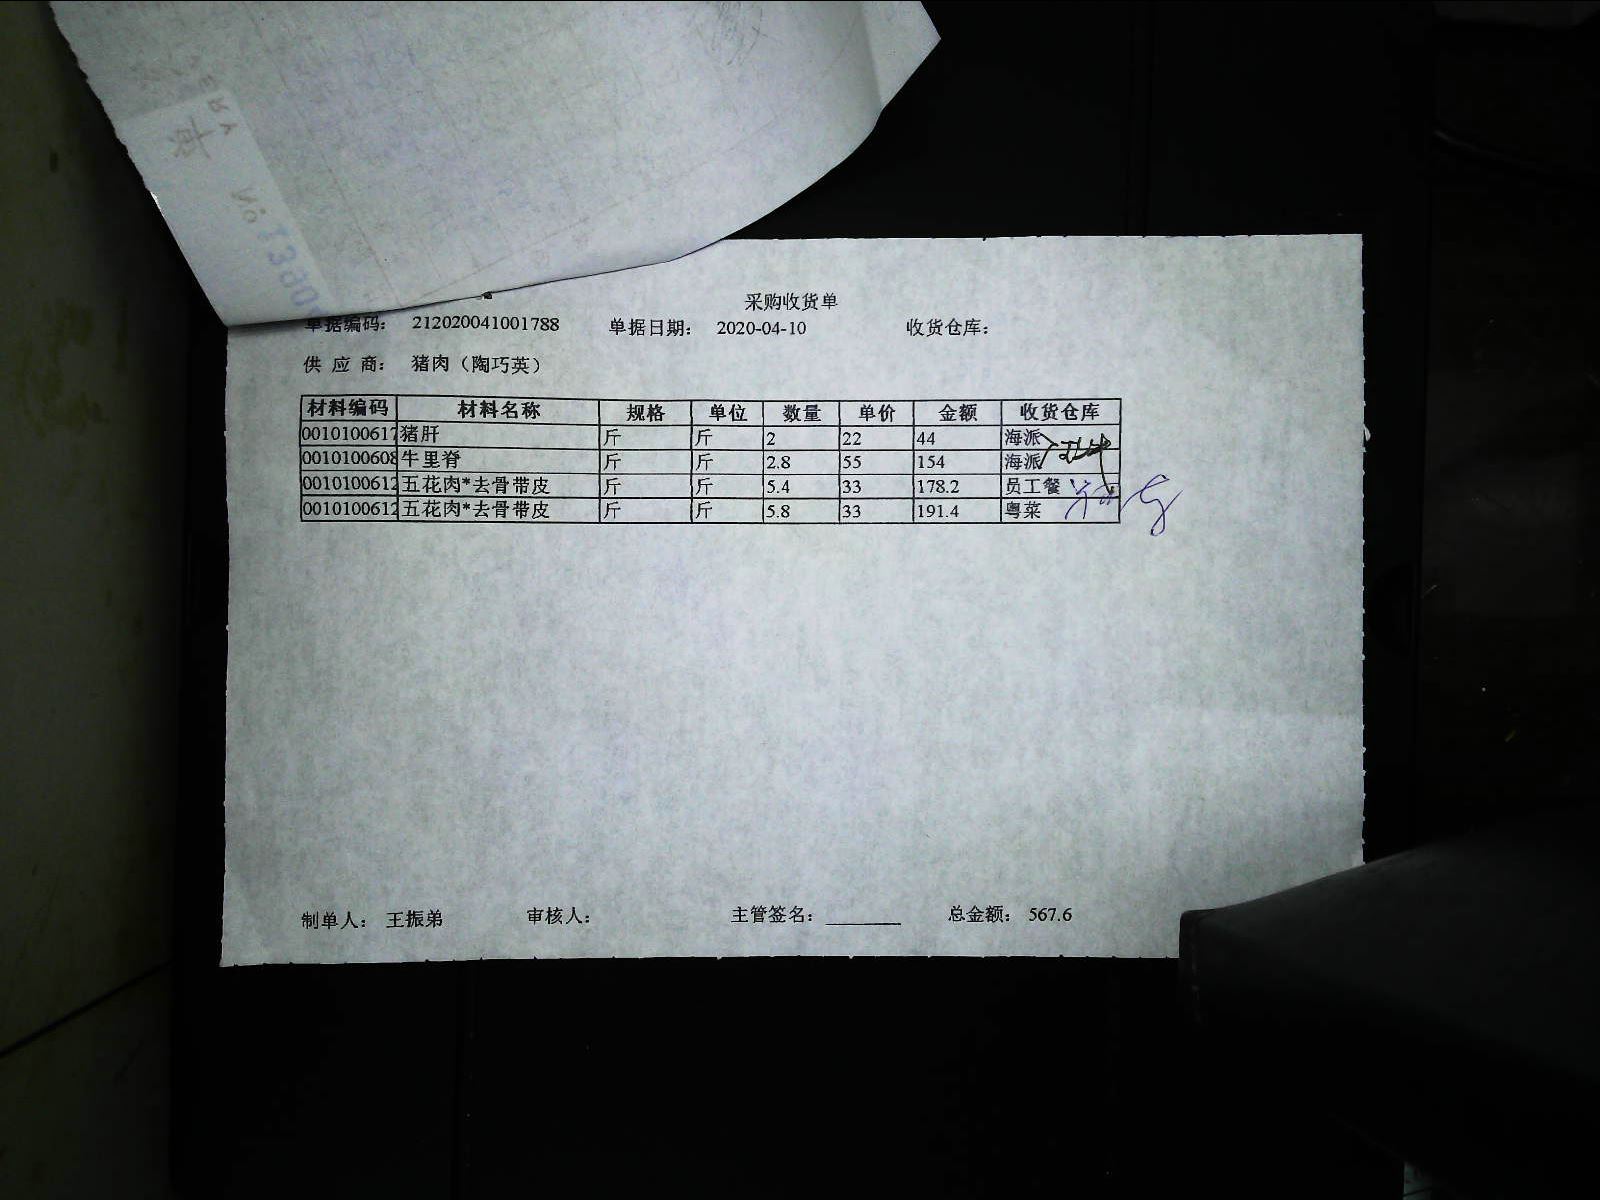 采购收货单
单据编码： 212020041001788 单据日期： 2020-04-10 收货仓库：
供 应 商： 猪肉（陶巧英）
材料编码 材料名称 规格 单位 数量 单价 金额 收货仓库
0010100617 猪肝 斤 斤 2 22 44 海派
0010100608 牛里脊 斤 斤 2.8 55 154 海派
0010100612 五花肉*去骨带皮 斤 斤 5.4 33 178.2 员工餐
0010100612 五花肉*去骨带皮 斤 斤 5.8 33 191.4 粤菜
制单人： 王振弟 审核人： 主管签名： 总金额： 567.6